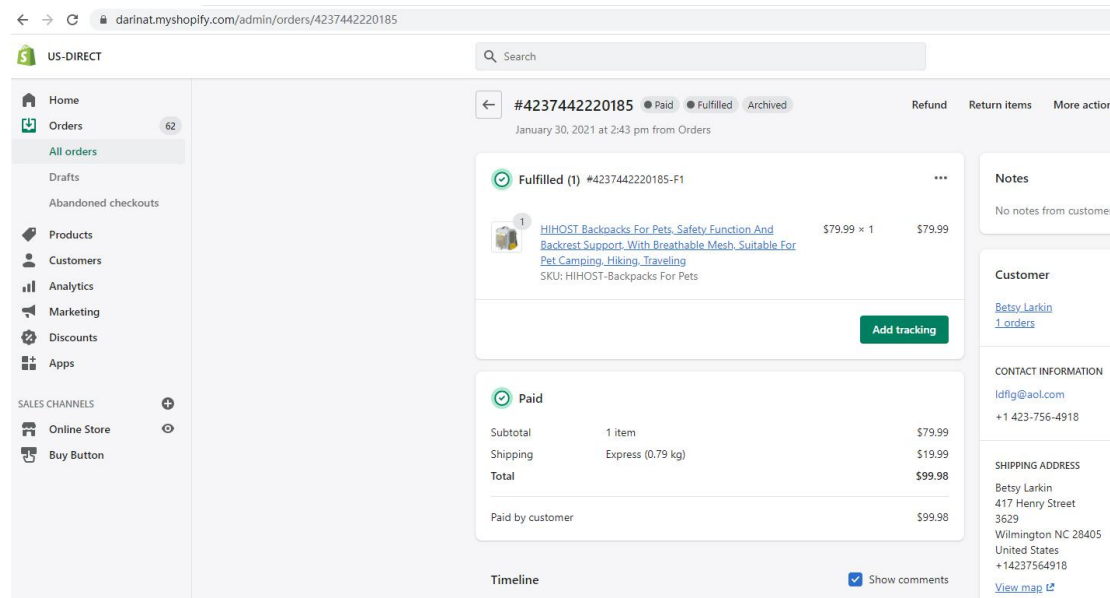 darinat.myshopify.com/admin/orders/4237442220185
US-DIRECT
Search
Home
Orders 62
All orders
Drafts
Abandoned checkouts
Products
Customers
Analytics
Marketing
Discounts
Apps
SALES CHANNELS
Online Store
Buy Button
#4237442220185 Paid Fulfilled Archived
Refund Return items More action
January 30, 2021 at 2:43 pm from Orders
Fulfilled (1) #4237442220185-F1
1
HIHOST Backpacks For Pets, Safety Function And
Backrest Support, With Breathable Mesh, Suitable For
Pet Camping, Hiking, Traveling
SKU: HIHOST-Backpacks For Pets
$79.99 × 1 $79.99
Add tracking
Paid
Subtotal 1 item $79.99
Shipping Express (0.79 kg) $19.99
Total $99.98
Paid by customer $99.98
Timeline
Show comments
Notes
No notes from customer
Customer
Betsy Larkin
1 orders
CONTACT INFORMATION
ldflg@aol.com
+1 423-756-4918
SHIPPING ADDRESS
Betsy Larkin
417 Henry Street
3629
Wilmington NC 28405
United States
+14237564918
View map